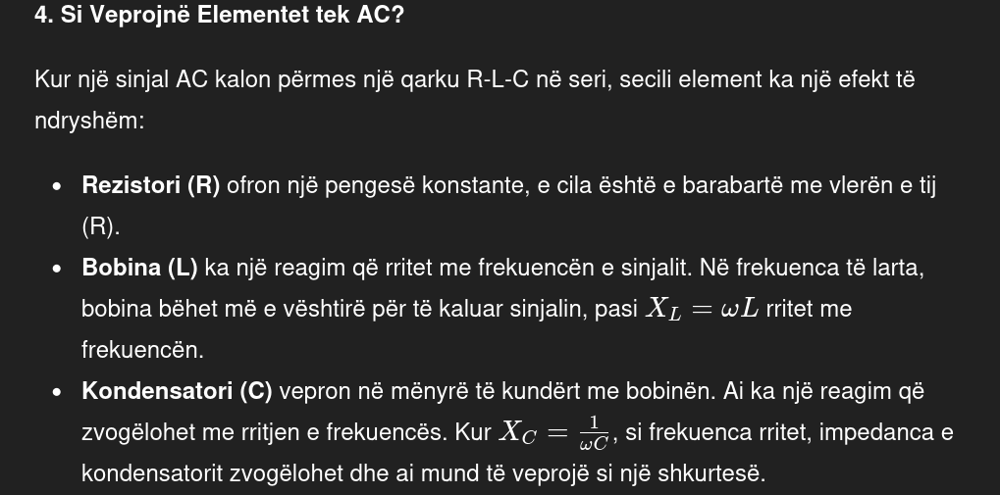 4. Si Veprojnë Elementet tek AC?
Kur një sinjal AC kalon përmes një qarku R-L-C në seri, secili element ka një efekt të
ndryshëm:
• Rezistori (R) ofron një pengesë konstante, e cila është e barabartë me vlerën e tij
(R).
• Bobina (L) ka një reagim që rritet me frekuencën e sinjalit. Në frekuenca të larta,
bobina bëhet më e vështirë për të kaluar sinjalin, pasi $X_L = \omega L$ rritet me
frekuencën.
• Kondensatori (C) vepron në mënyrë të kundërt me bobinën. Ai ka një reagim që
zvogëlohet me rritjen e frekuencës. Kur $X_C = \frac{1}{\omega C}$, si frekuenca rritet, impedanca e
kondensatorit zvogëlohet dhe ai mund të veprojë si një shkurtesë.